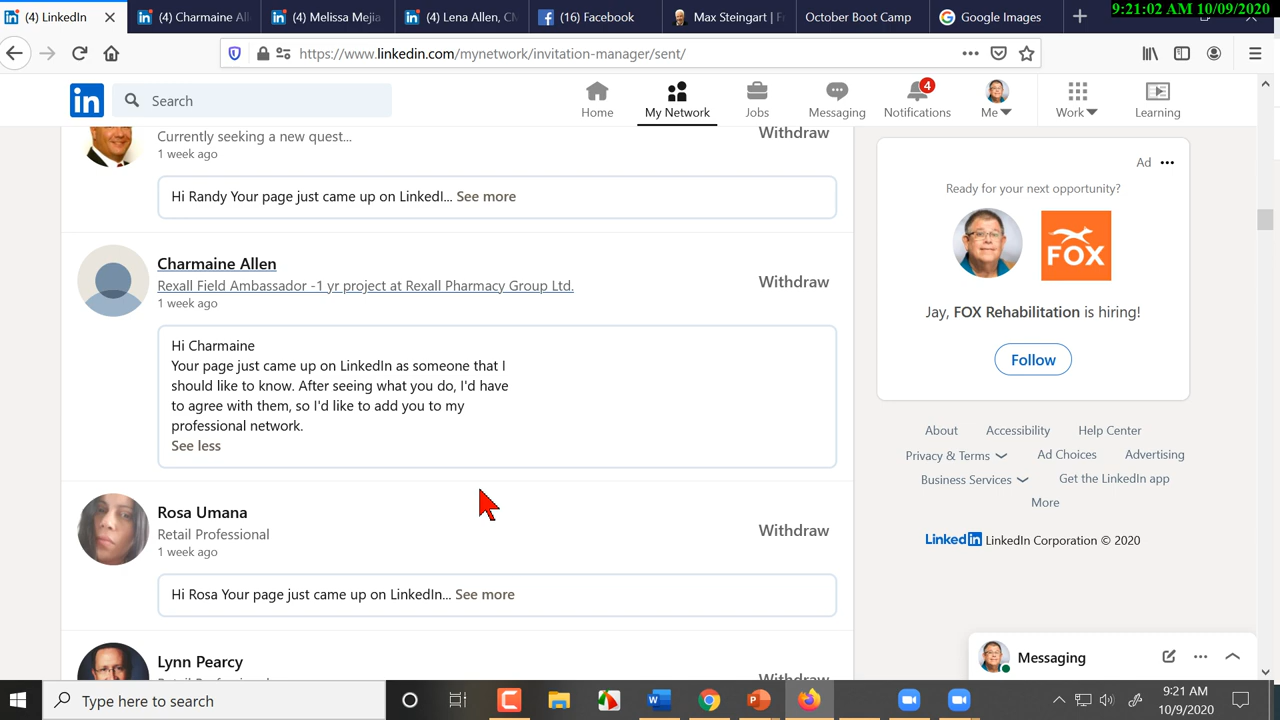 (4) LinkedIn
(4) Charmaine All
(4) Melissa Mejia
(4) Lena Allen, CM
(16) Facebook
Max Steingart | F
October Boot Camp
Google Images
9:21:02 AM 10/09/2020
https://www.linkedin.com/mynetwork/invitation-manager/sent/
in
Search
Home
My Network
Jobs
Messaging
4
Notifications
Me
Work
Learning
Currently seeking a new quest...
1 week ago
Withdraw
Hi Randy Your page just came up on LinkedI... See more
Charmaine Allen
Rexall Field Ambassador -1 yr project at Rexall Pharmacy Group Ltd.
1 week ago
Withdraw
Hi Charmaine
Your page just came up on LinkedIn as someone that I
should like to know. After seeing what you do, I'd have
to agree with them, so I'd like to add you to my
professional network.
See less
Rosa Umana
Retail Professional
1 week ago
Withdraw
Hi Rosa Your page just came up on LinkedIn... See more
Lynn Pearcy
Retail Professional
Withdraw
Ad
Ready for your next opportunity?
FOX
Jay, FOX Rehabilitation is hiring!
Follow
About Accessibility Help Center
Privacy & Terms Ad Choices Advertising
Business Services Get the LinkedIn app
More
LinkedIn LinkedIn Corporation © 2020
Messaging
Type here to search
9:21 AM
10/9/2020